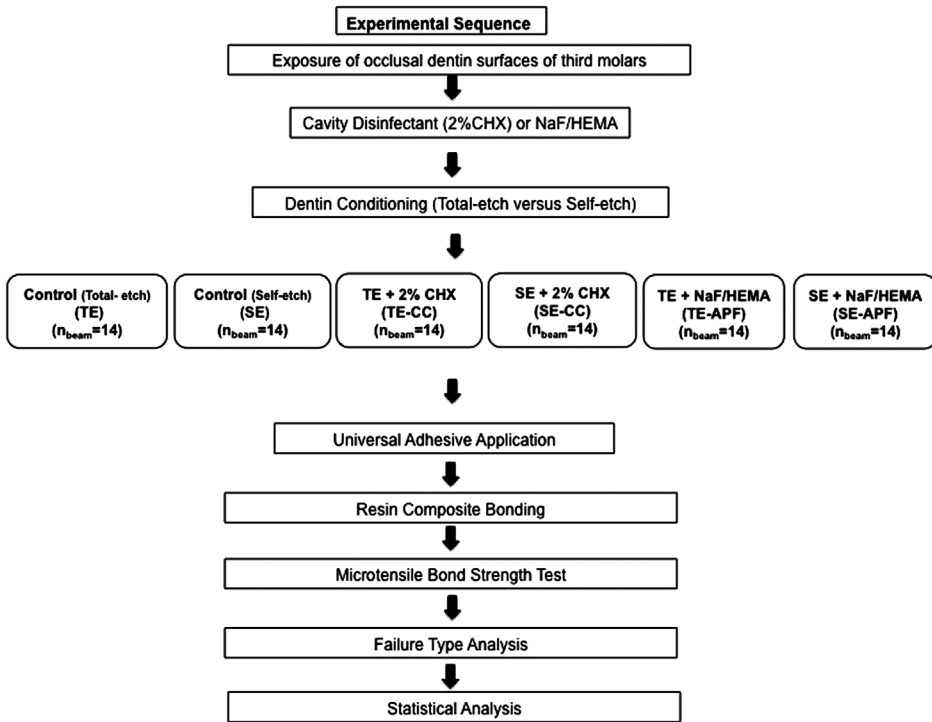 Experimental Sequence
Exposure of occlusal dentin surfaces of third molars
Cavity Disinfectant (2%CHX) or NaF/HEMA
Dentin Conditioning (Total-etch versus Self-etch)
Control (Total- etch)
(TE)
(nbeam=14)
Control (Self-etch)
(SE)
(nbeam=14)
TE + 2% CHX
(TE-CC)
(nbeam=14)
SE + 2% CHX
(SE-CC)
(nbeam=14)
TE + NaF/HEMA
(TE-APF)
(nbeam=14)
SE + NaF/HEMA
(SE-APF)
(nbeam=14)
Universal Adhesive Application
Resin Composite Bonding
Microtensile Bond Strength Test
Failure Type Analysis
Statistical Analysis